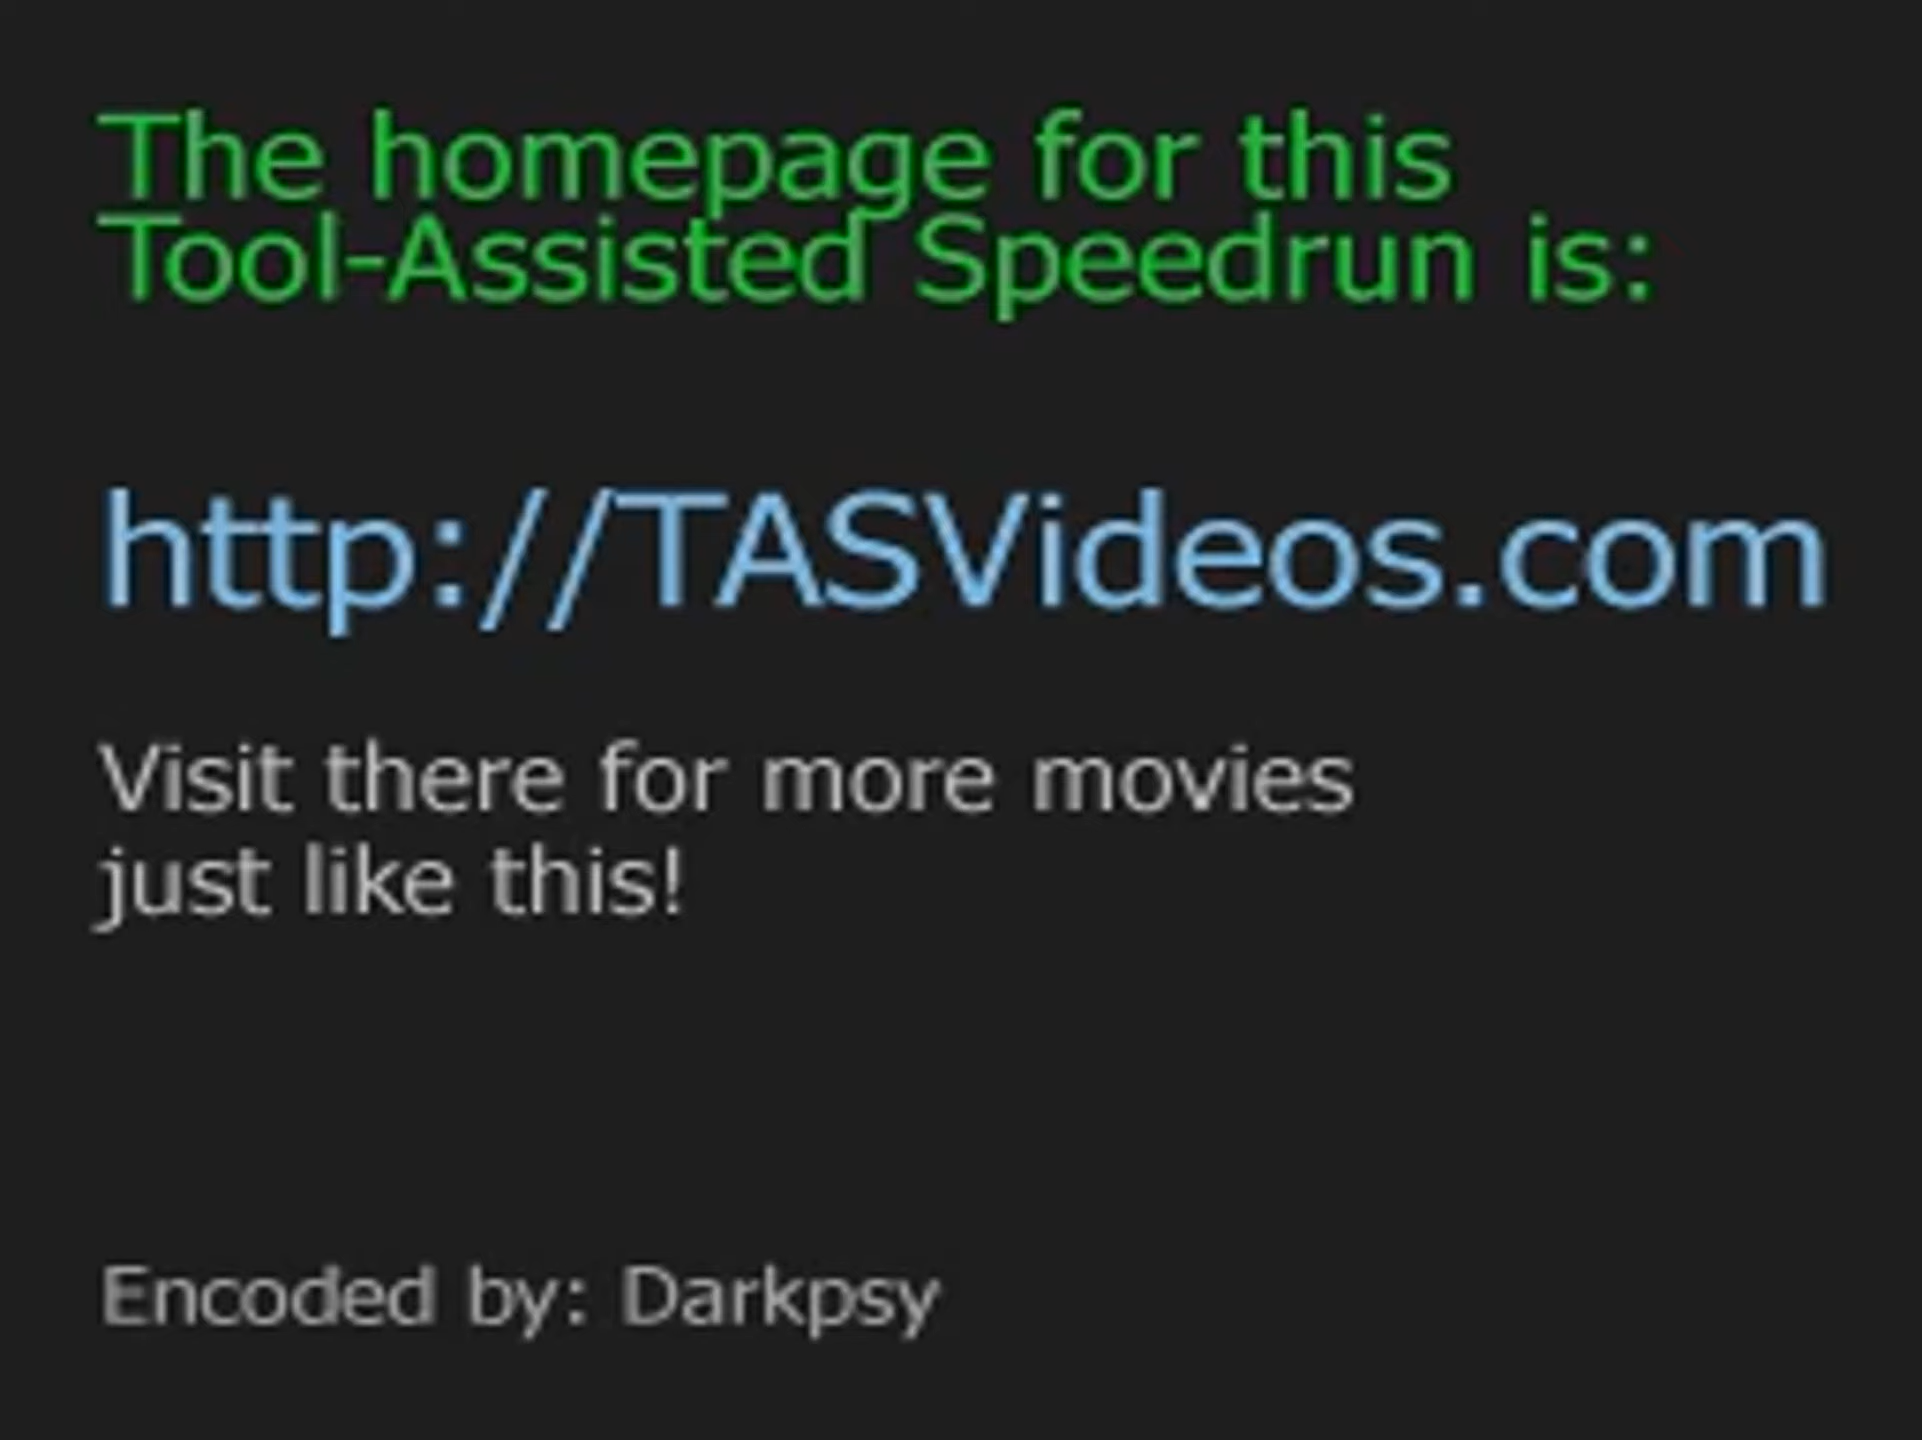 The homepage for this
Tool-Assisted Speedrun is:
http://TASVideos.com
Visit there for more movies
just like this!
Encoded by: Darkpsy